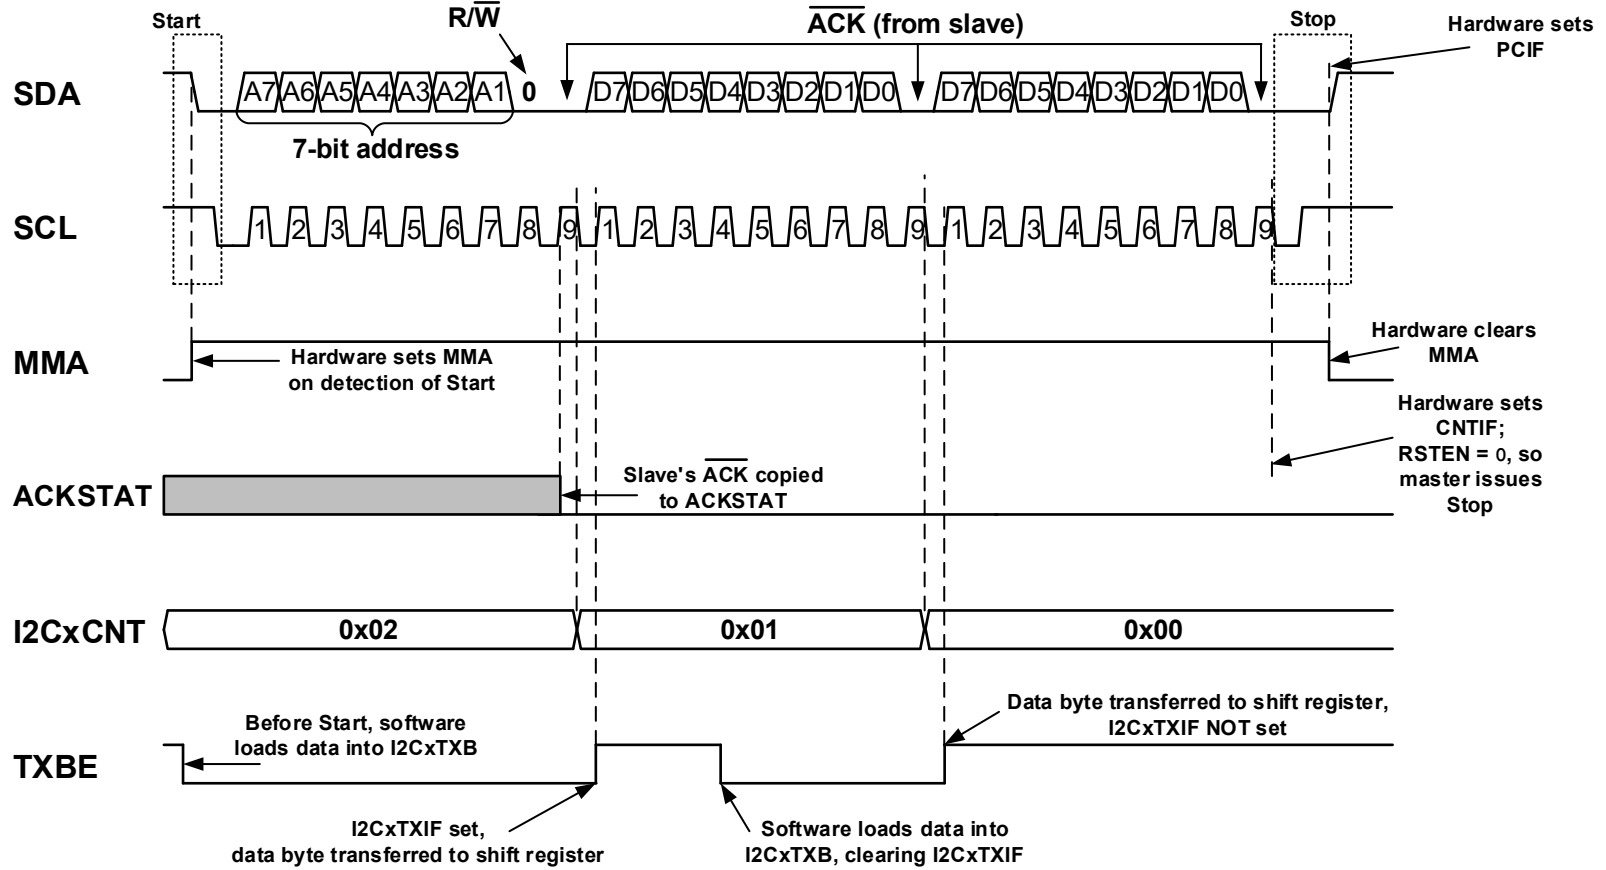 Start
R/W
ACK (from slave)
Stop
Hardware sets
PCIF
SDA
A7 A6 A5 A4 A3 A2 A1 0 D7 D6 D5 D4 D3 D2 D1 D0 D7 D6 D5 D4 D3 D2 D1 D0
7-bit address
SCL
1 2 3 4 5 6 7 8 9 1 2 3 4 5 6 7 8 9 1 2 3 4 5 6 7 8 9
MMA
Hardware sets MMA
on detection of Start
Hardware clears
MMA
Hardware sets
CNTIF;
RSTEN = 0, so
master issues
Stop
ACKSTAT
Slave's ACK copied
to ACKSTAT
I2CxCNT
0x02 0x01 0x00
Before Start, software
loads data into I2CxTXB
Data byte transferred to shift register,
I2CxTXIF NOT set
TXBE
I2CxTXIF set,
data byte transferred to shift register
Software loads data into
I2CxTXB, clearing I2CxTXIF